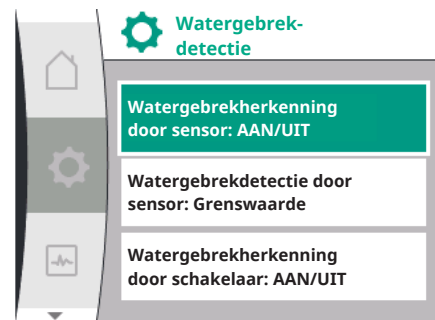 Watergebrek-
detectie
Watergebrekherkenning
door sensor: AAN/UIT
Watergebrekdetectie door
sensor: Grenswaarde
Watergebrekherkenning
door schakelaar: AAN/UIT